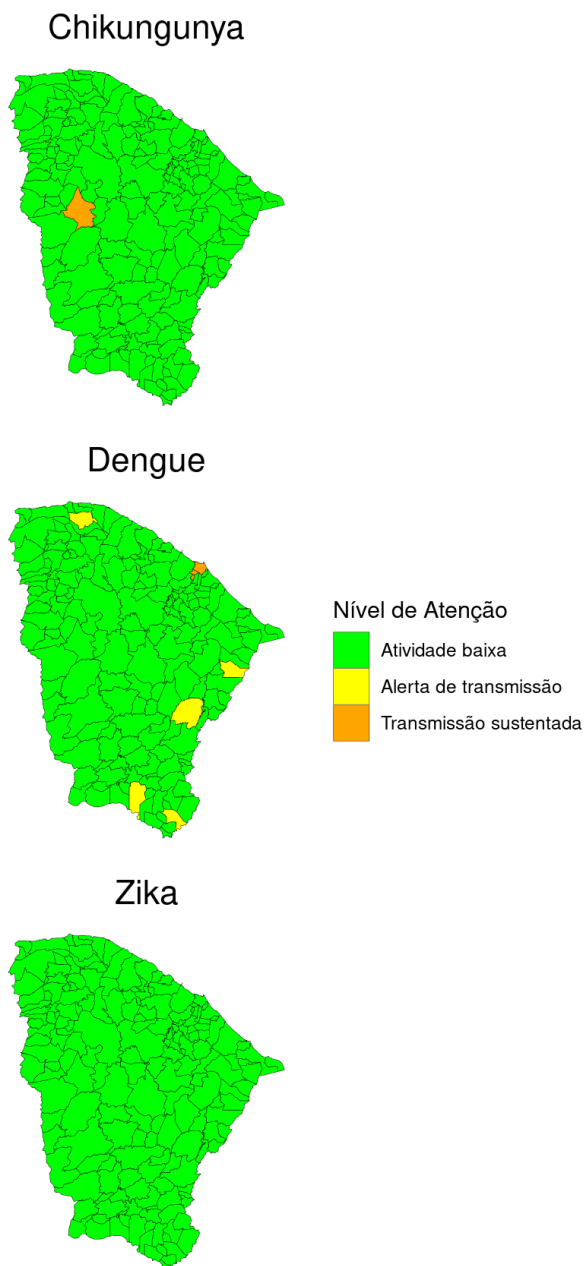 Chikungunya
Dengue
Nível de Atenção
Atividade baixa
Alerta de transmissão
Transmissão sustentada
Zika